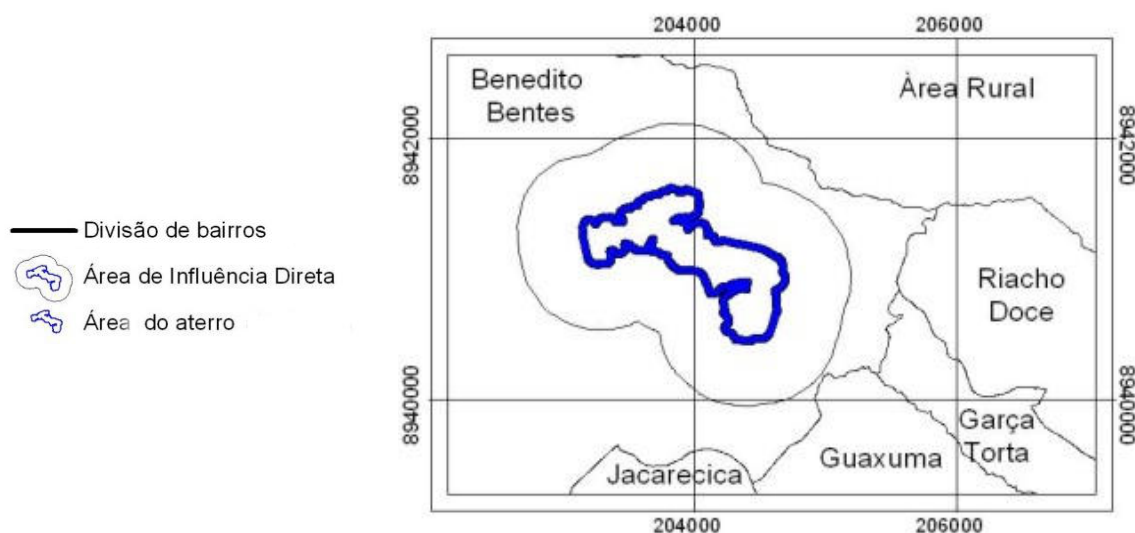 204000
206000
Benedito
Bentes
Àrea Rural
8942000
8942000
Divisão de bairros
Área de Influência Direta
Área do aterro
Riacho
Doce
8940000
8940000
Garça
Torta
Guaxuma
Jacarecica
204000
206000